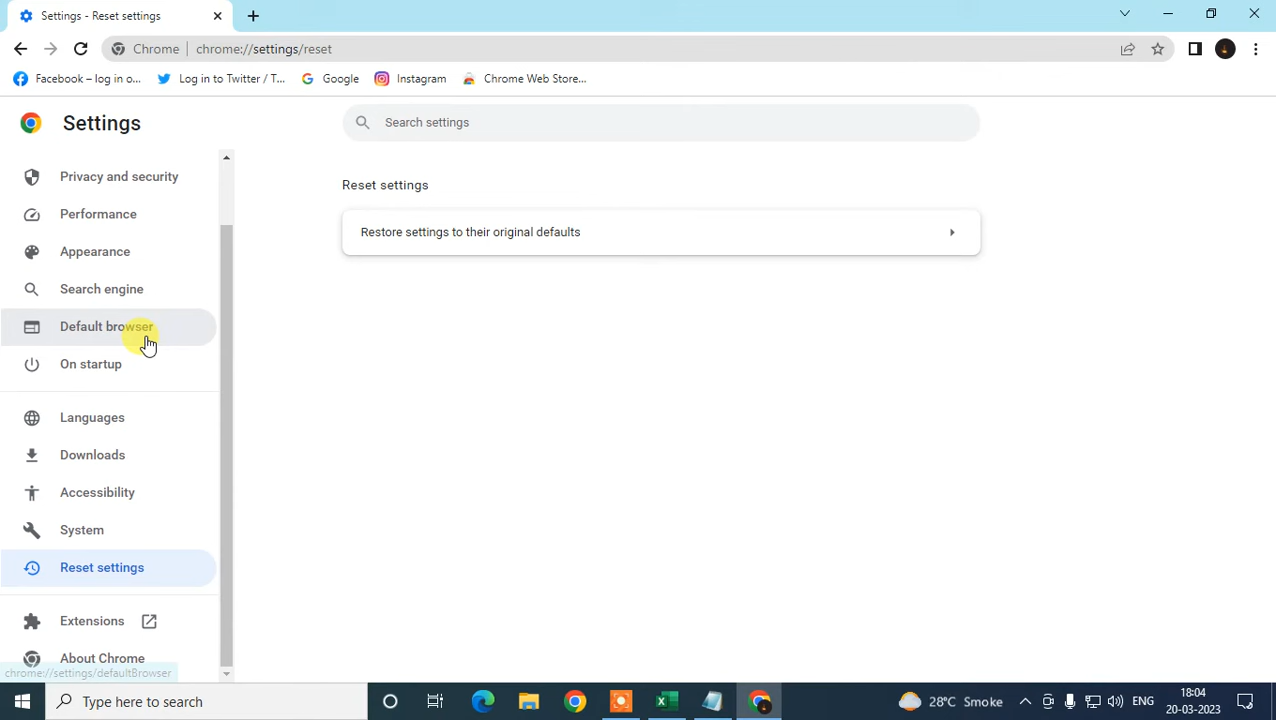 Settings - Reset settings
Chrome chrome://settings/reset
Facebook – log in o... Log in to Twitter / T... Google Instagram Chrome Web Store...
Settings
Search settings
Privacy and security
Performance
Appearance
Search engine
Default browser
On startup
Languages
Downloads
Accessibility
System
Reset settings
Extensions
About Chrome
chrome://settings/defaultBrowser
Reset settings
Restore settings to their original defaults
Type here to search
28°C Smoke
ENG
18:04
20-03-2023